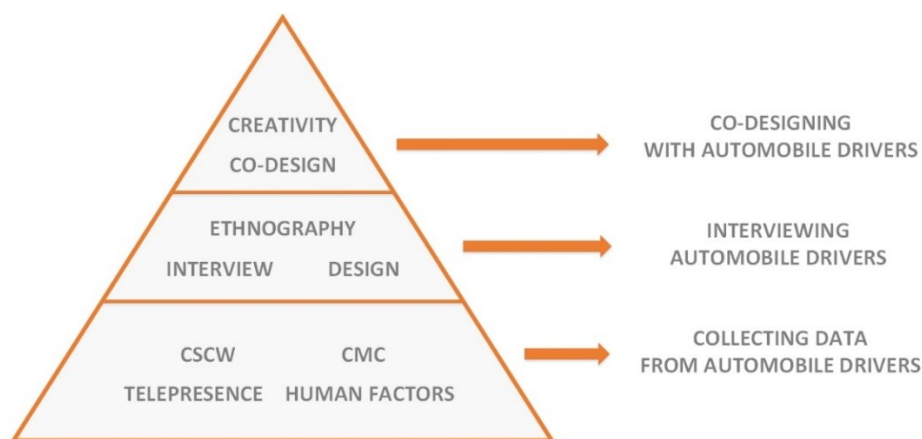 CREATIVITY
CO-DESIGN
CO-DESIGNING
WITH AUTOMOBILE DRIVERS
ETHNOGRAPHY
INTERVIEW DESIGN
INTERVIEWING
AUTOMOBILE DRIVERS
CSCW CMC
TELEPRESENCE HUMAN FACTORS
COLLECTING DATA
FROM AUTOMOBILE DRIVERS